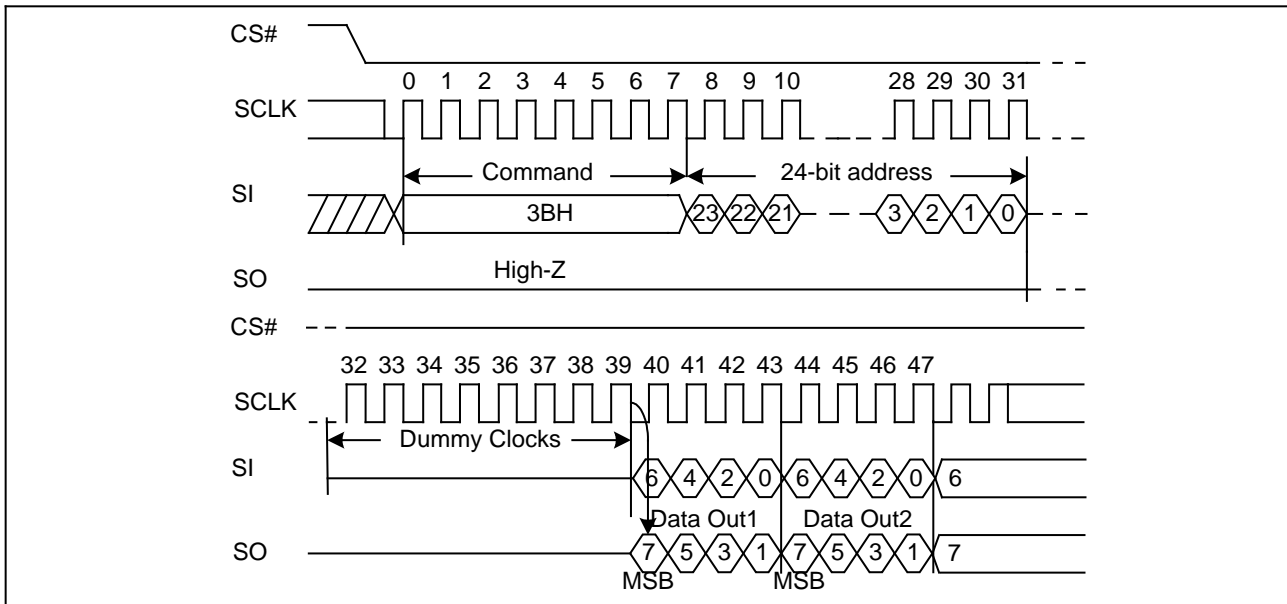 CS#
0 1 2 3 4 5 6 7 8 9 10 28 29 30 31
SCLK
Command 24-bit address
SI
3BH 23 22 21 3 2 1 0
High-Z
SO
CS#
32 33 34 35 36 37 38 39 40 41 42 43 44 45 46 47
SCLK
Dummy Clocks
SI
6 4 2 0 6 4 2 0 6
Data Out1 Data Out2
SO
7 5 3 1 7 5 3 1 7
MSB MSB